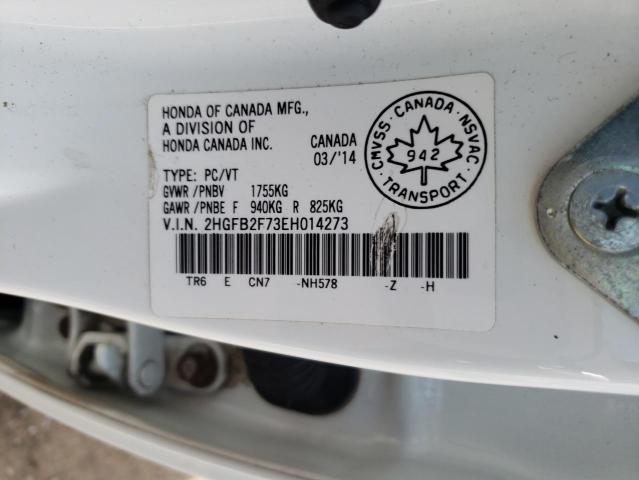 HONDA OF CANADA MFG.,
A DIVISION OF
HONDA CANADA INC.
CANADA
03/'14
TYPE: PC/VT
GVWR/PNBV 1755KG
GAWR/PNBE F 940KG R 825KG
V.I.N. 2HGFB2F73EH014273
TR6 E CN7 -NH578 -Z -H
CMVSS · CANADA · NSVAC
942
TRANSPORT